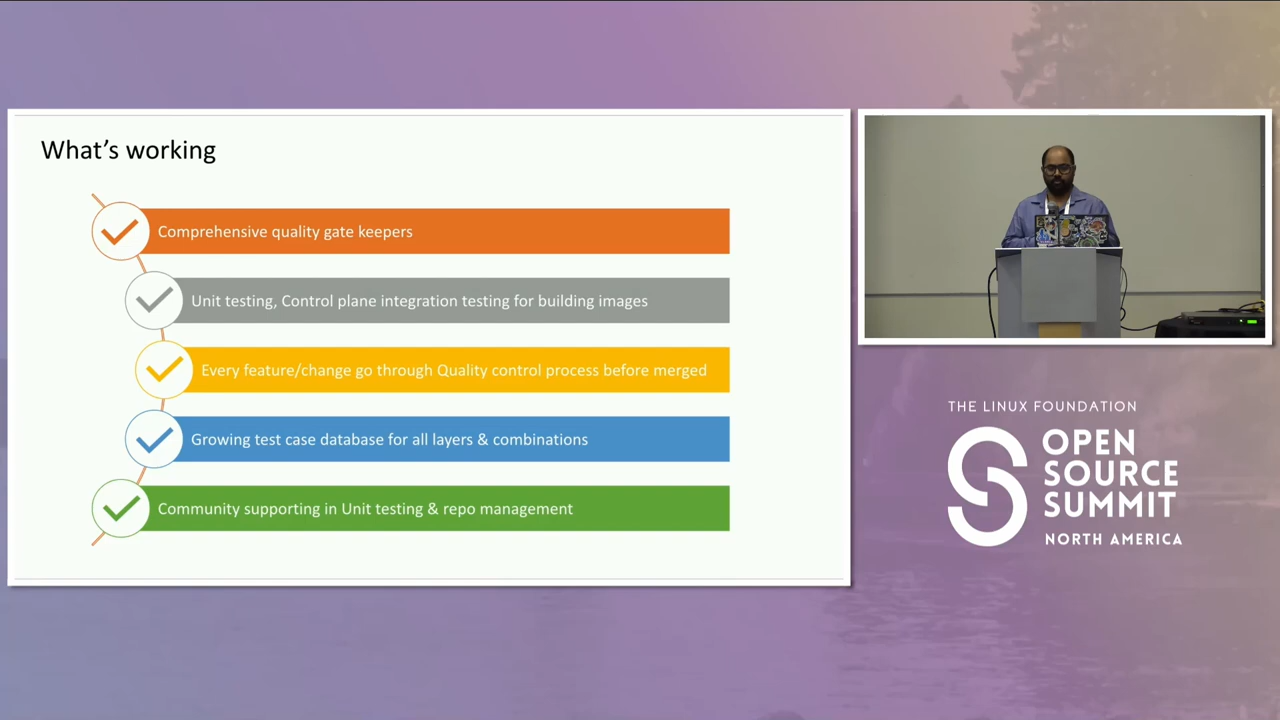 What's working
Comprehensive quality gate keepers
Unit testing, Control plane integration testing for building images
Every feature/change go through Quality control process before merged
Growing test case database for all layers & combinations
Community supporting in Unit testing & repo management
THE LINUX FOUNDATION
OPEN
SOURCE
SUMMIT
NORTH AMERICA